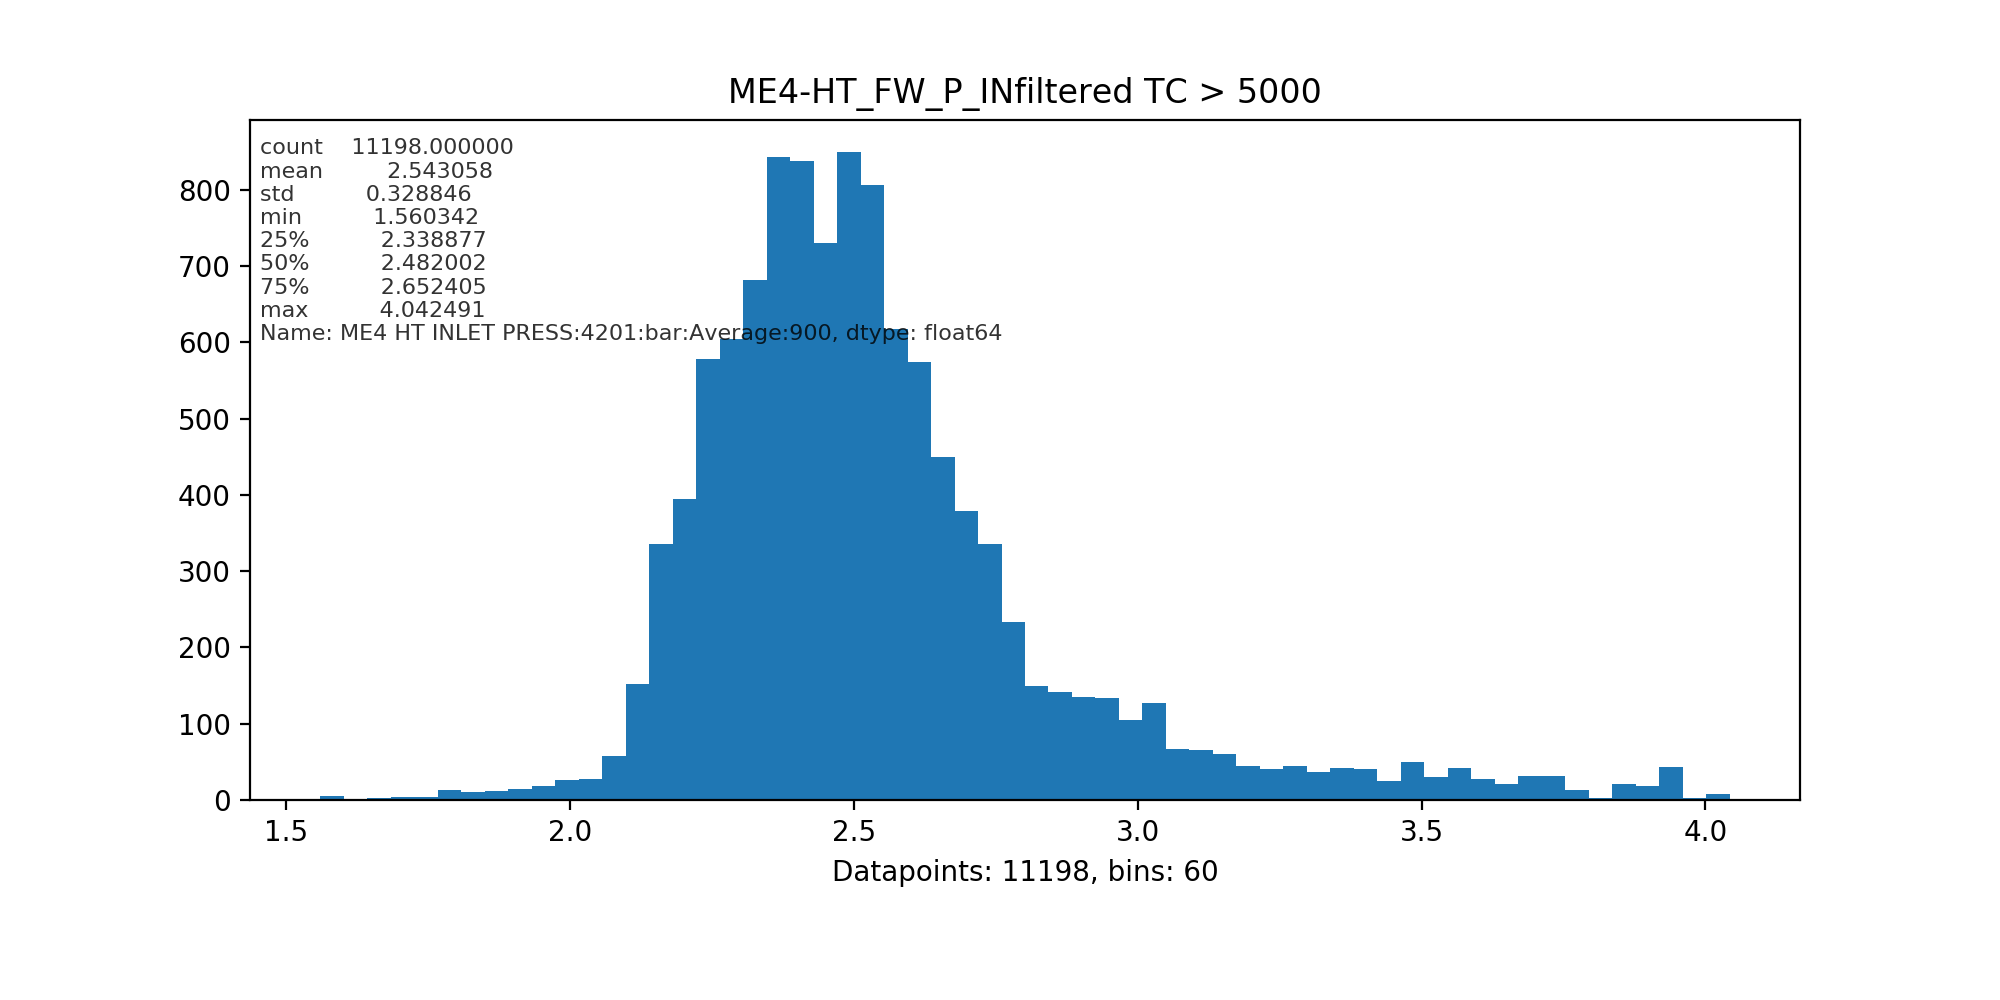 ME4-HT_FW_P_INfiltered TC > 5000
count 11198.000000
mean 2.543058
std 0.328846
min 1.560342
25% 2.338877
50% 2.482002
75% 2.652405
max 4.042491
Name: ME4 HT INLET PRESS:4201:bar:Average:900, dtype: float64
800
700
600
500
400
300
200
100
0
1.5 2.0 2.5 3.0 3.5 4.0
Datapoints: 11198, bins: 60